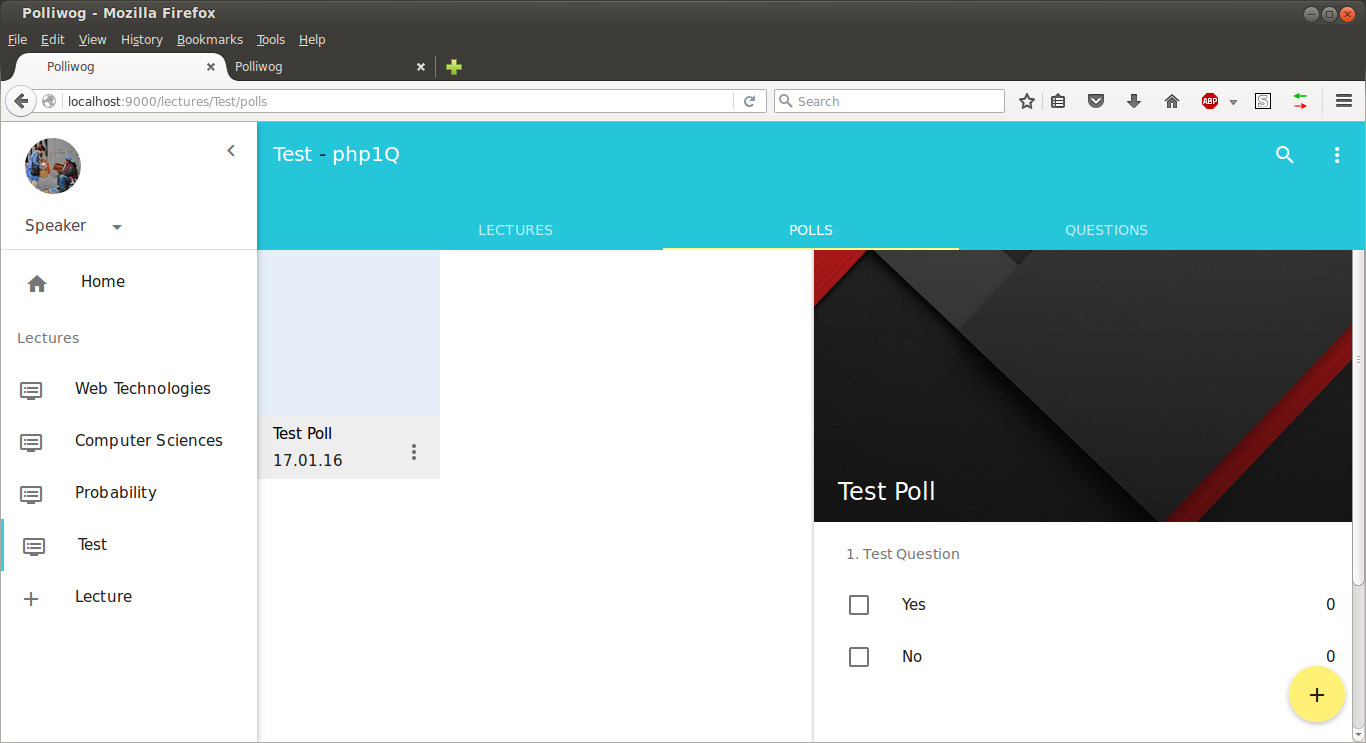 Polliwog - Mozilla Firefox
File Edit View History Bookmarks Tools Help
Polliwog Polliwog
localhost:9000/lectures/Test/polls Search ABP S
Test - php1Q
Speaker
LECTURES POLLS QUESTIONS
Home
Lectures
Web Technologies
Computer Sciences
Probability
Test
Lecture
Test Poll
17.01.16
Test Poll
1. Test Question
Yes 0
No 0